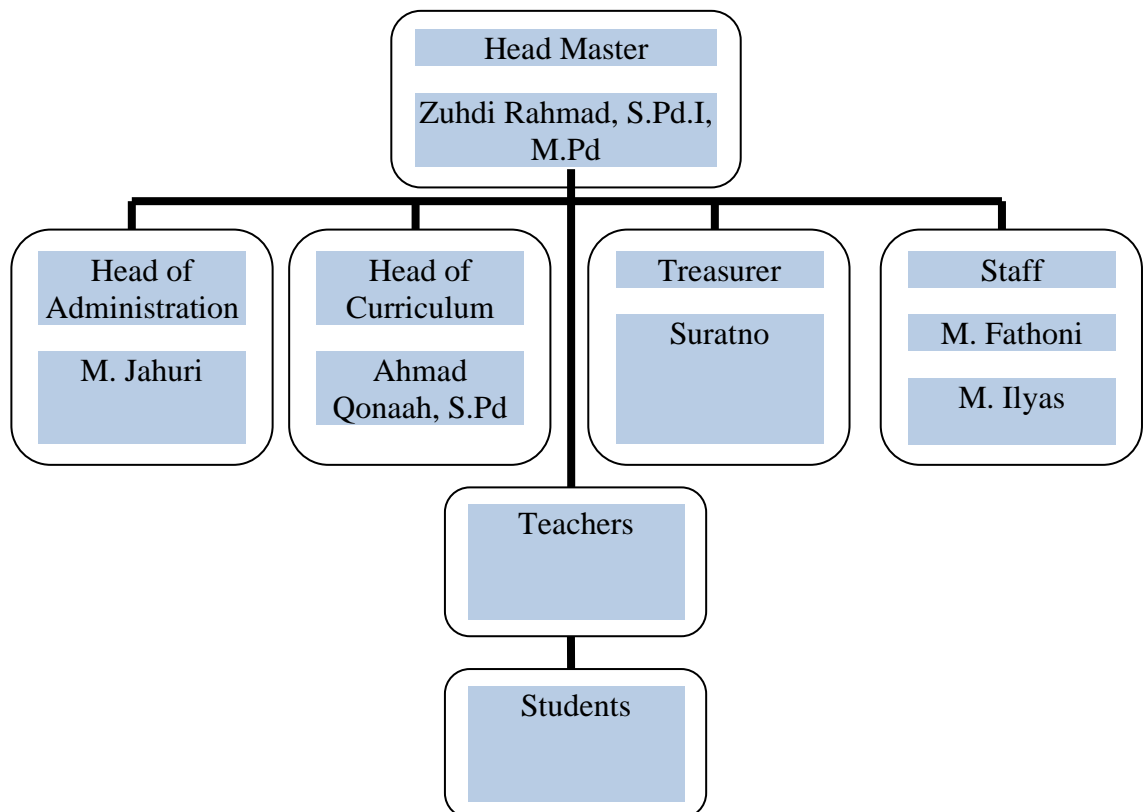 Head Master
Zuhdi Rahmad, S.Pd.I,
M.Pd
Head of
Administration
M. Jahuri
Head of
Curriculum
Ahmad
Qonaah, S.Pd
Treasurer
Suratno
Staff
M. Fathoni
M. Ilyas
Teachers
Students